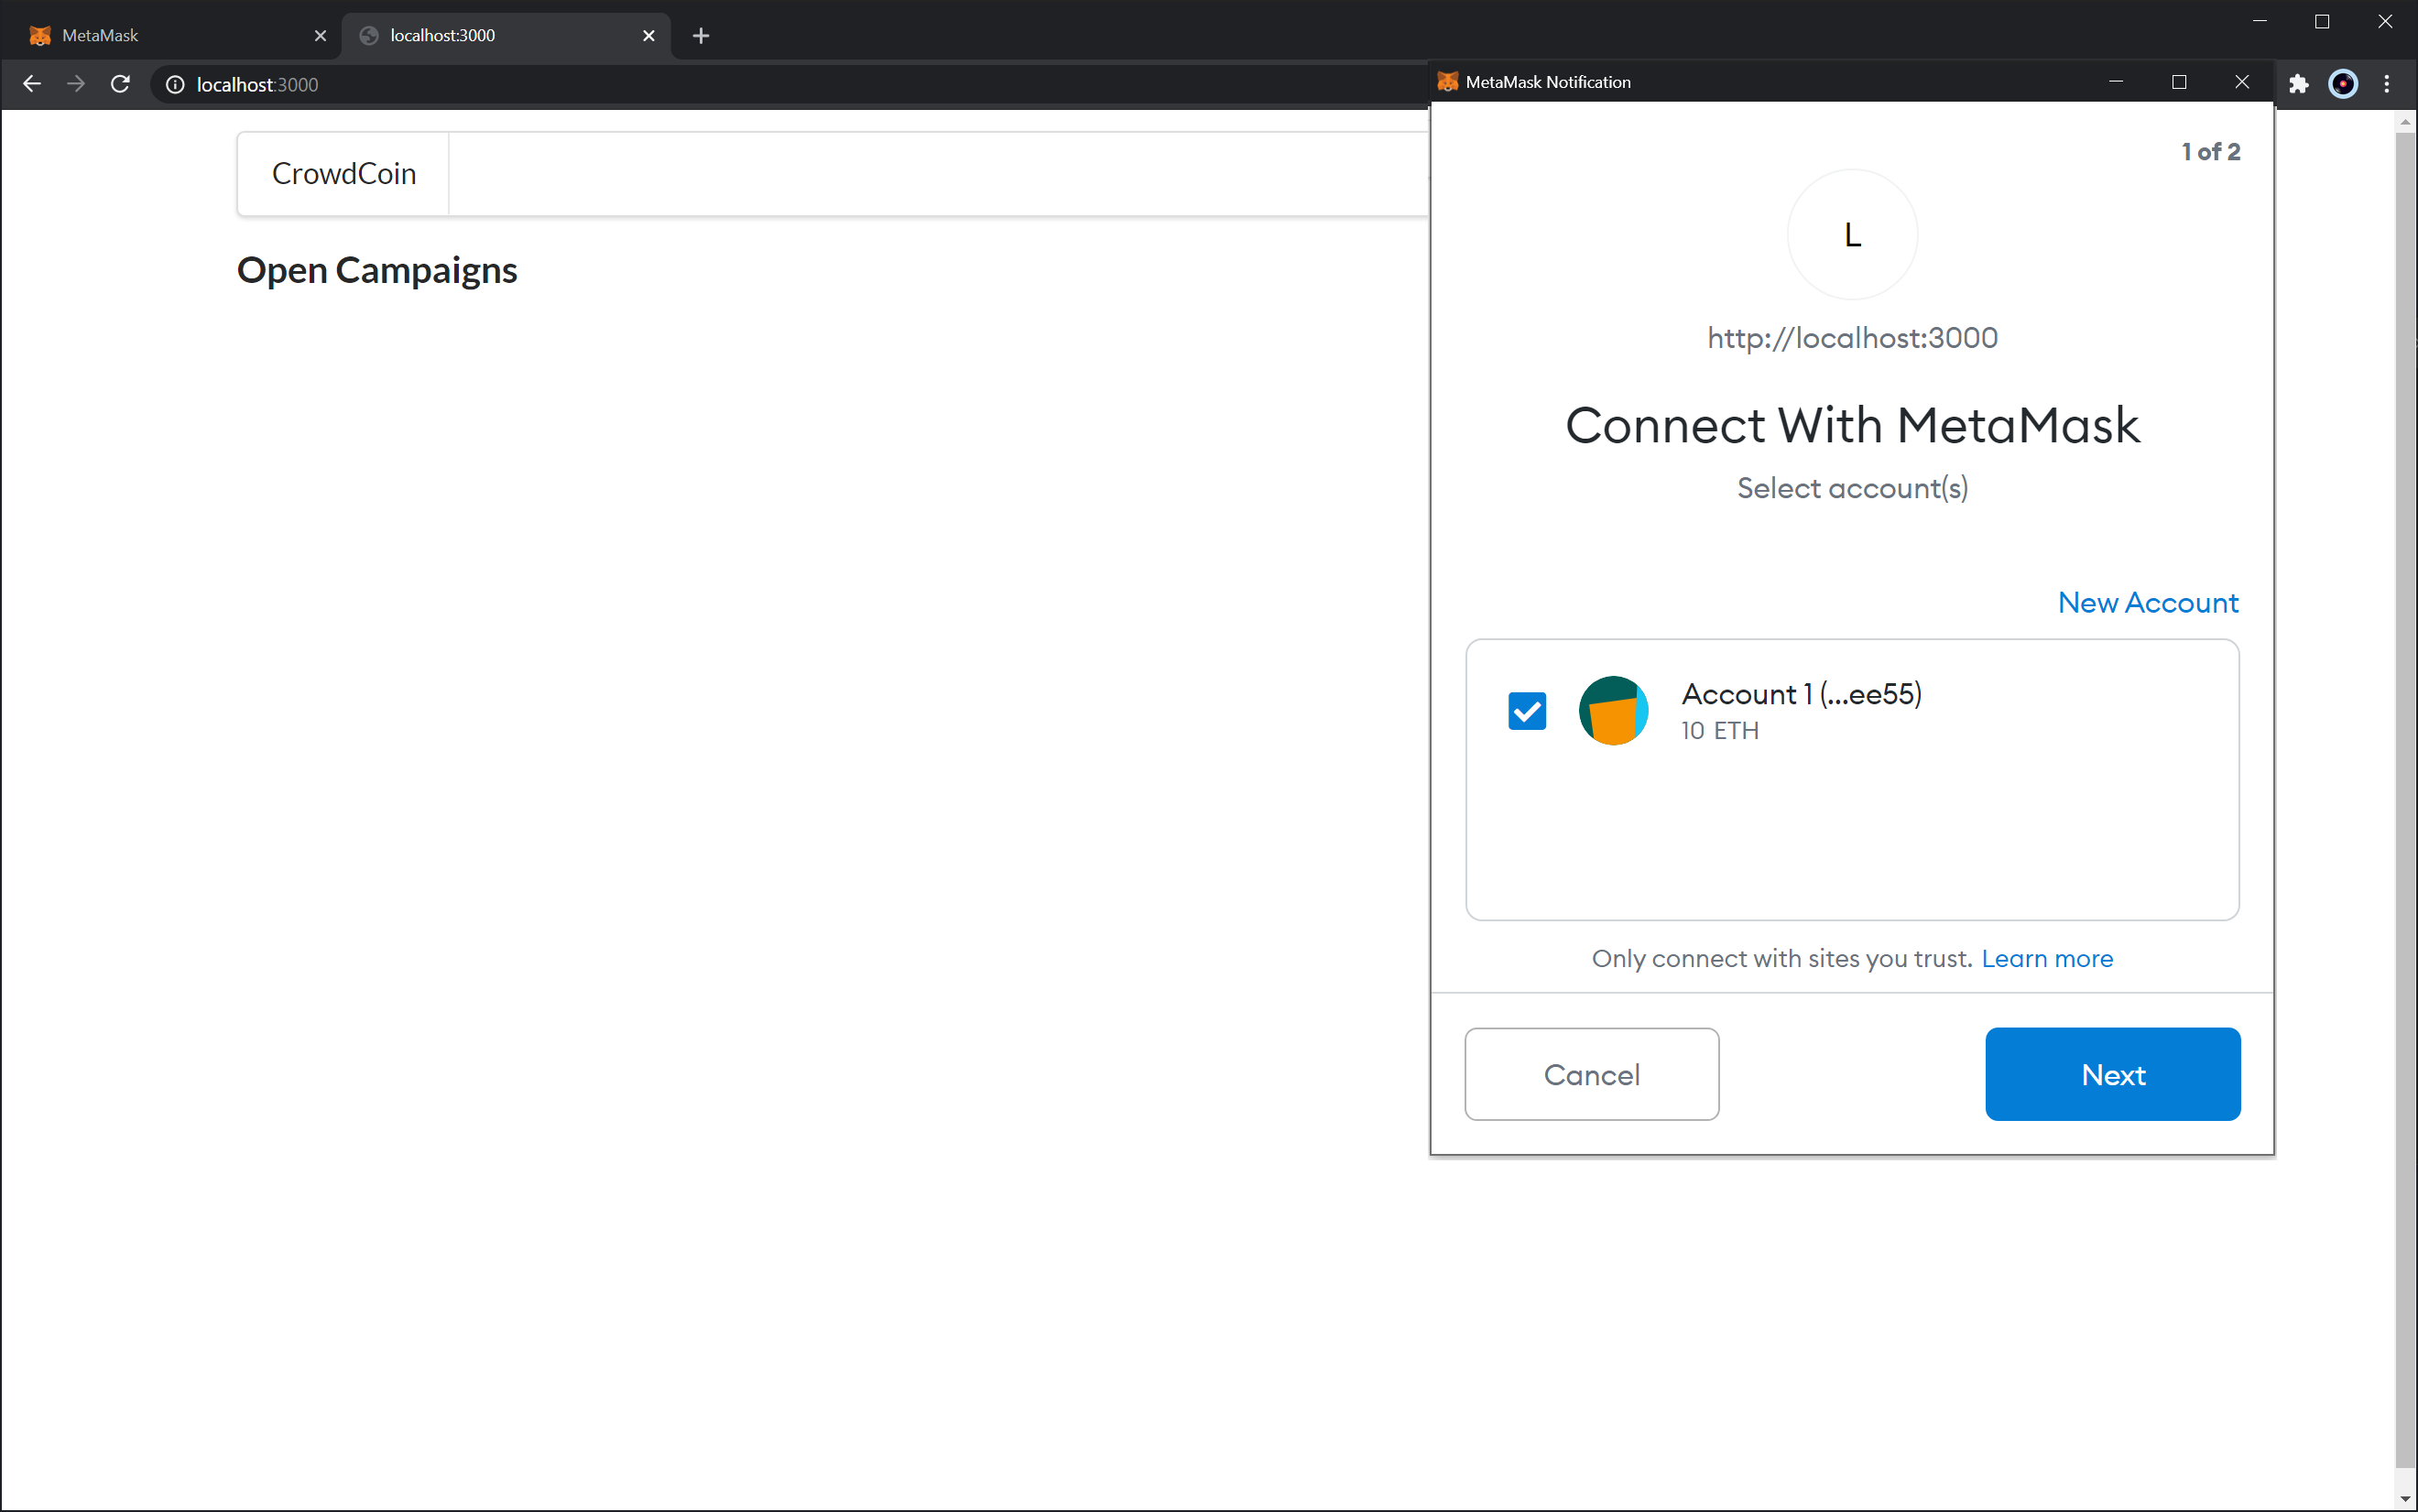 MetaMask
localhost:3000
localhost:3000
MetaMask Notification
CrowdCoin
Open Campaigns
1 of 2
L
http://localhost:3000
Connect With MetaMask
Select account(s)
New Account
Account 1 (...ee55)
10 ETH
Only connect with sites you trust. Learn more
Cancel
Next